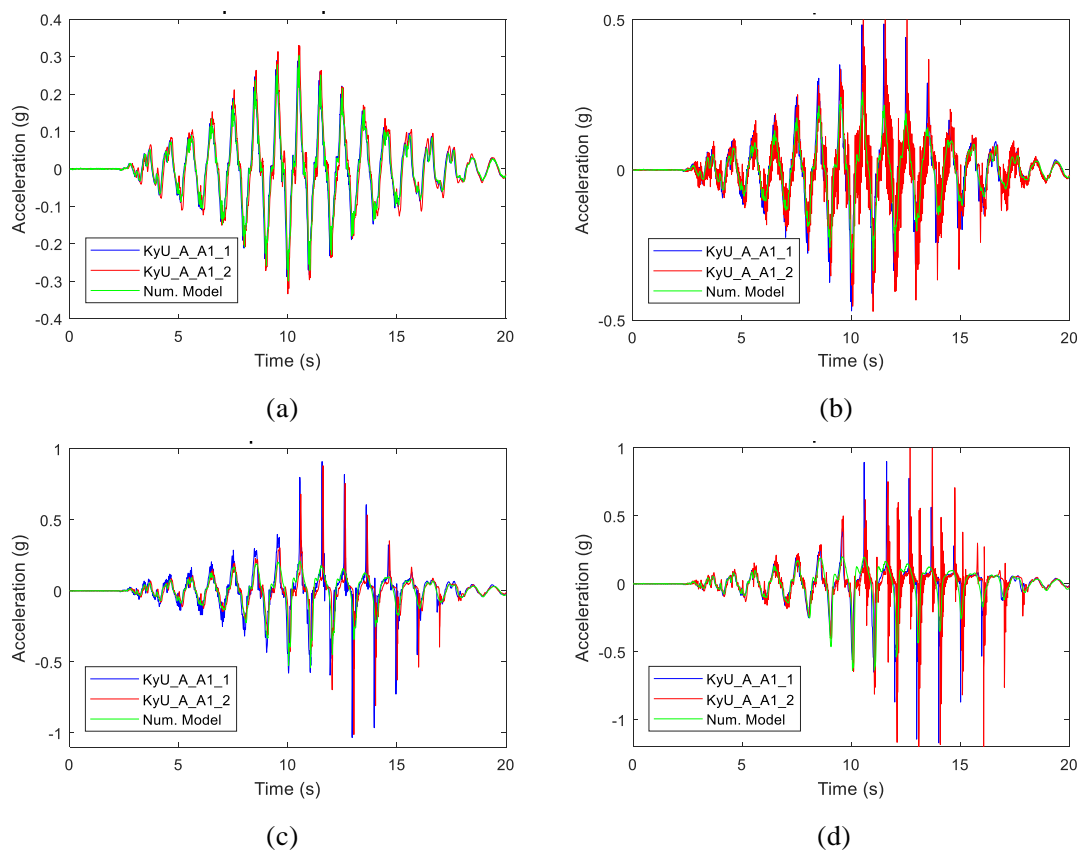 0.4
0.3
0.2
0.1
0
-0.1
-0.2
-0.3
-0.4
Acceleration (g)
KyU_A_A1_1
KyU_A_A1_2
Num. Model
0 5 10 15 20
Time (s)
(a)
0.5
0
-0.5
Acceleration (g)
KyU_A_A1_1
KyU_A_A1_2
Num. Model
0 5 10 15 20
Time (s)
(b)
1
0.5
0
-0.5
-1
Acceleration (g)
KyU_A_A1_1
KyU_A_A1_2
Num. Model
0 5 10 15 20
Time (s)
(c)
1
0.5
0
-0.5
-1
Acceleration (g)
KyU_A_A1_1
KyU_A_A1_2
Num. Model
0 5 10 15 20
Time (s)
(d)